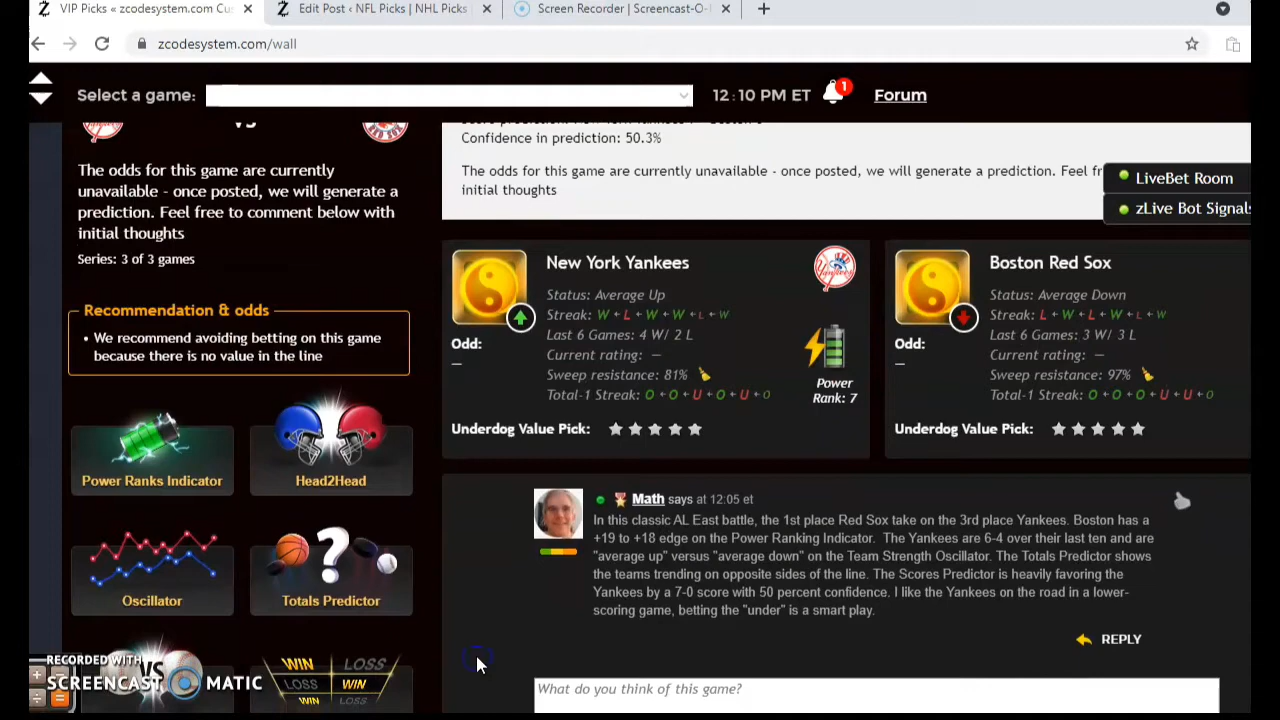 VIP Picks « zcodesystem.com Cus
Edit Post ‹ NFL Picks | NHL Picks
Screen Recorder | Screencast-O-
zcodesystem.com/wall
Select a game:
12:10 PM ET
1
Forum
VS
RED SOX
The odds for this game are currently
unavailable - once posted, we will generate a
prediction. Feel free to comment below with
initial thoughts
Series: 3 of 3 games
Recommendation & odds
• We recommend avoiding betting on this game
because there is no value in the line
Power Ranks Indicator
Head2Head
Oscillator
Totals Predictor
VS
WIN LOSS
LOSS WIN
WIN LOSS
RECORDED WITH
SCREENCAST MATIC
Confidence in prediction: 50.3%
The odds for this game are currently unavailable - once posted, we will generate a prediction. Feel fr
initial thoughts
LiveBet Room
zLive Bot Signals
New York Yankees
Yankees
Status: Average Up
Streak: W L W W L W
Last 6 Games: 4 W/ 2 L
Odd:
Current rating: —
—
Sweep resistance: 81%
Total-1 Streak: O O U O U O
Power
Rank: 7
Underdog Value Pick:
Boston Red Sox
Status: Average Down
Streak: L W L W L W
Last 6 Games: 3 W/ 3 L
Odd:
Current rating: —
—
Sweep resistance: 97%
Total-1 Streak: O O O U U O
Underdog Value Pick:
Math says at 12:05 et
In this classic AL East battle, the 1st place Red Sox take on the 3rd place Yankees. Boston has a
+19 to +18 edge on the Power Ranking Indicator. The Yankees are 6-4 over their last ten and are
"average up" versus "average down" on the Team Strength Oscillator. The Totals Predictor shows
the teams trending on opposite sides of the line. The Scores Predictor is heavily favoring the
Yankees by a 7-0 score with 50 percent confidence. I like the Yankees on the road in a lower-
scoring game, betting the "under" is a smart play.
REPLY
What do you think of this game?